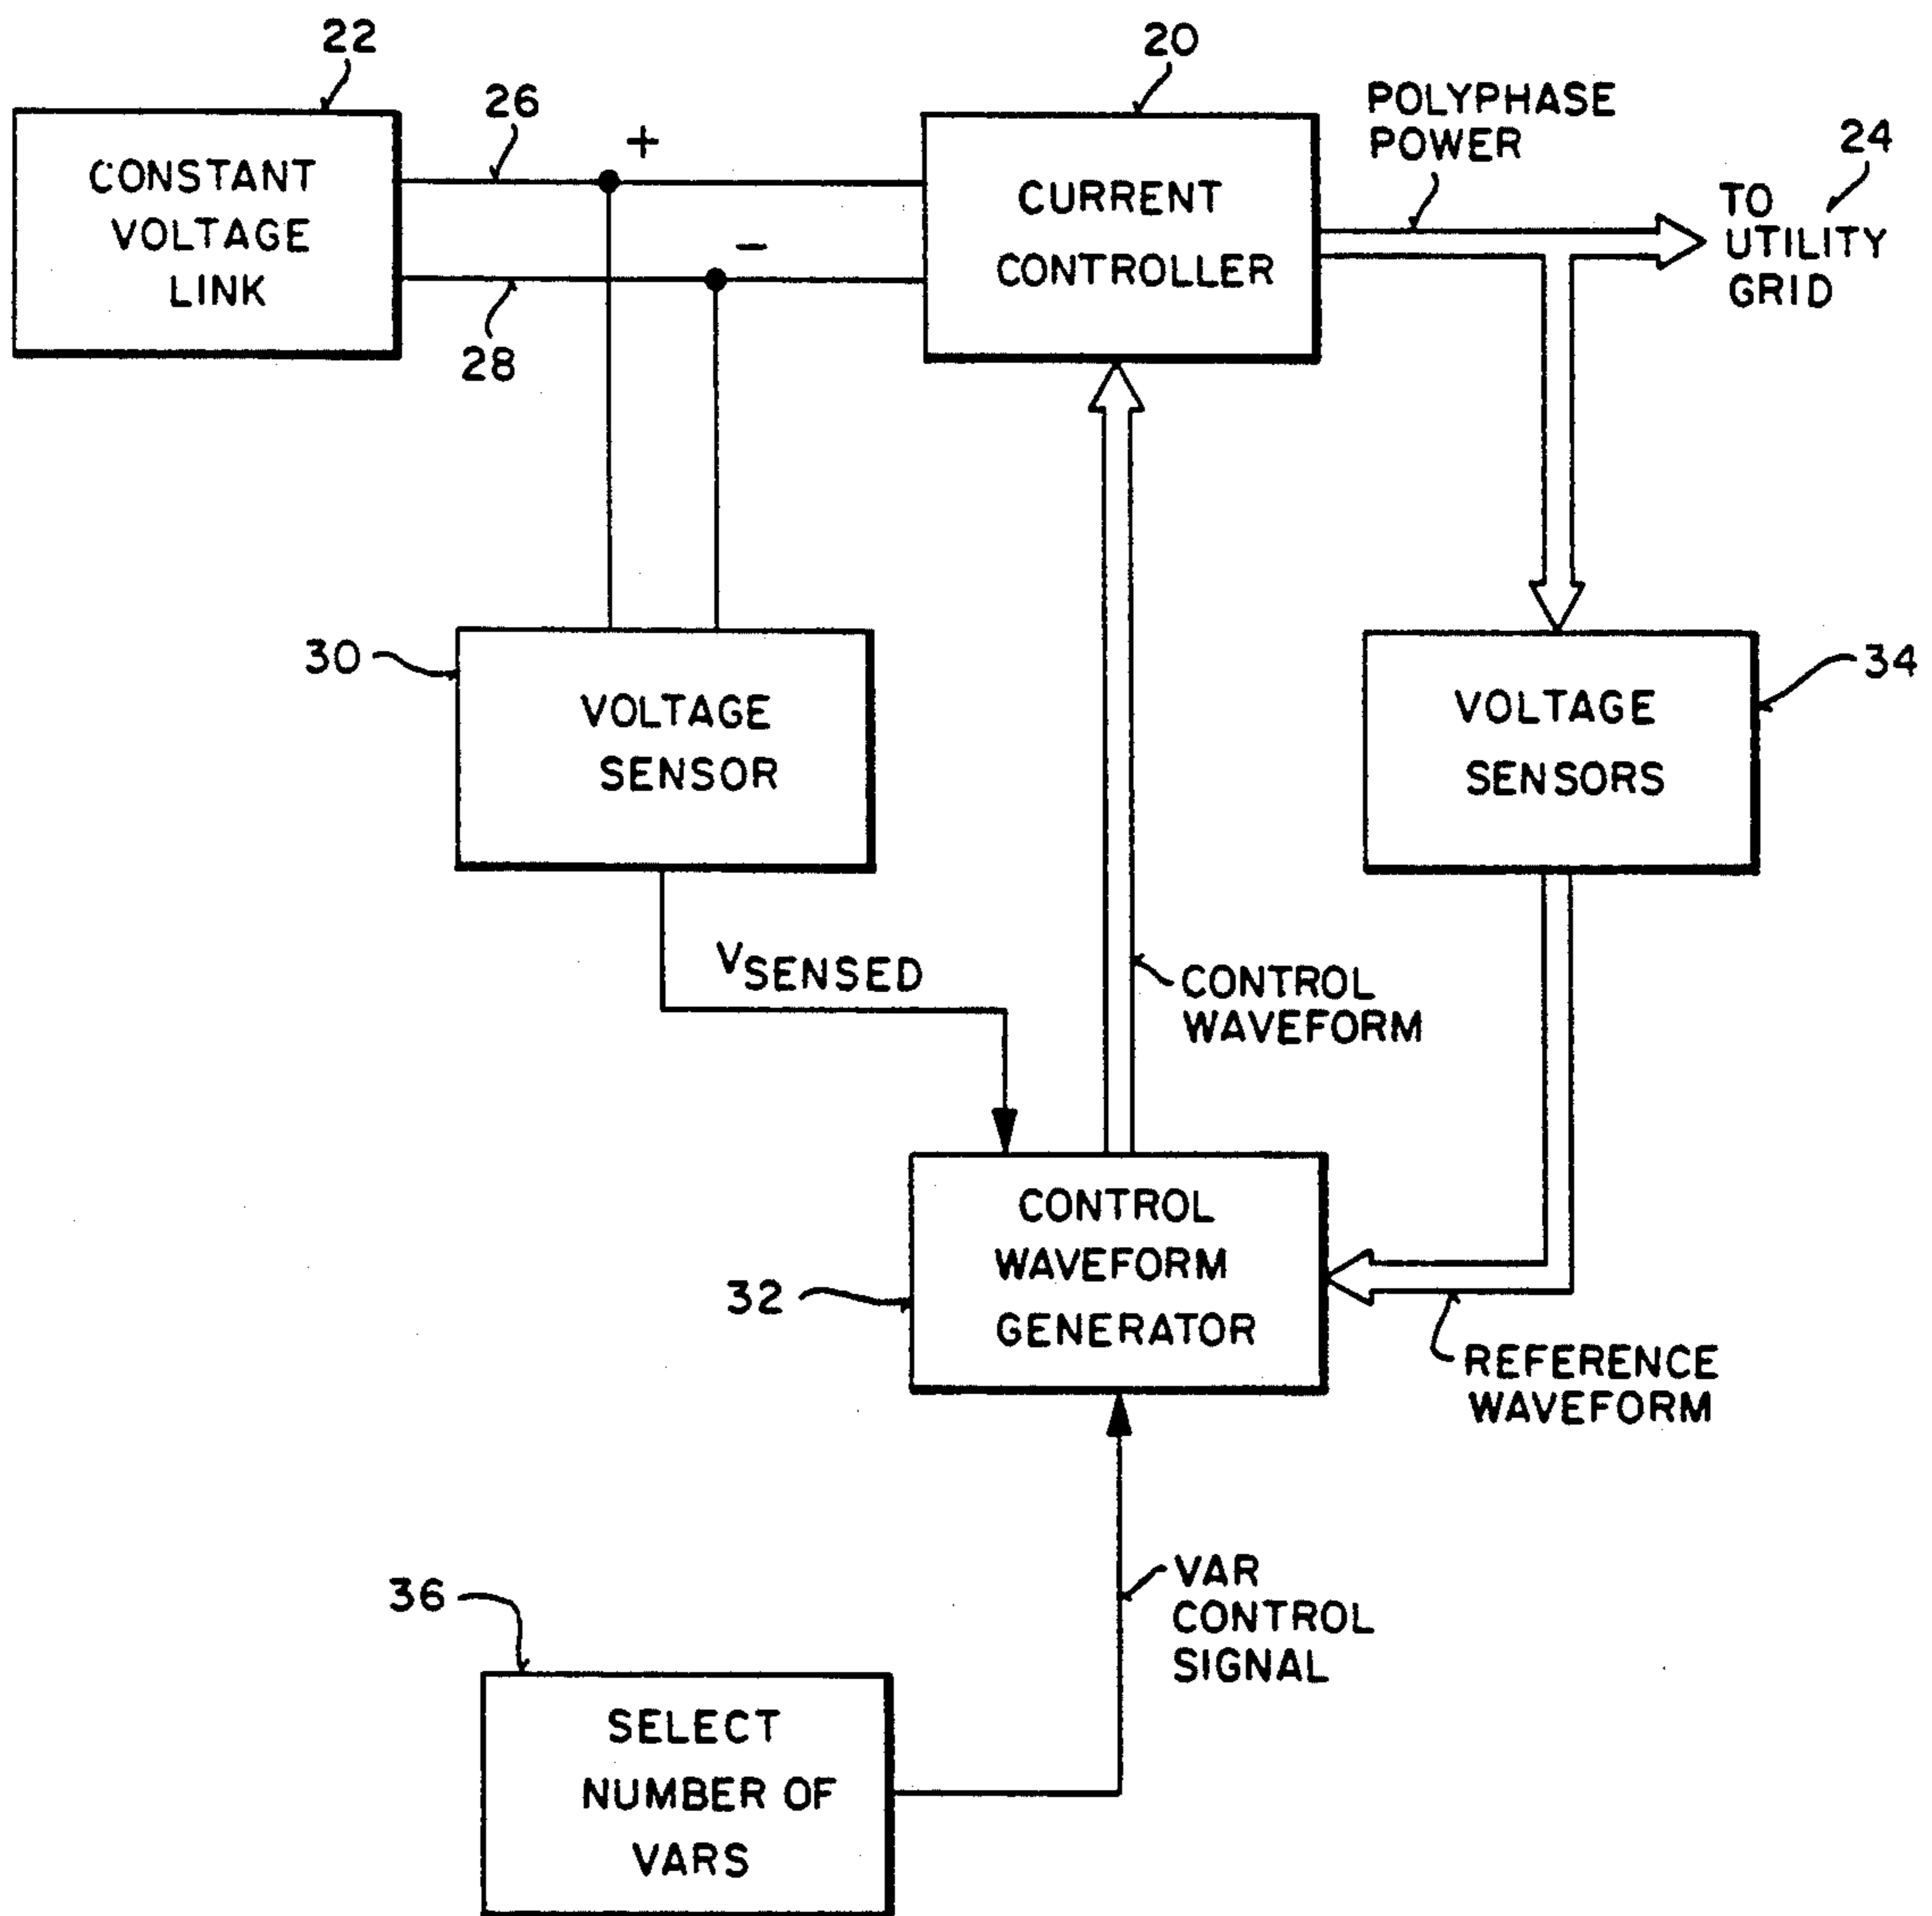 22
20
26
+
POLYPHASE
POWER
24
CONSTANT
VOLTAGE
LINK
CURRENT
CONTROLLER
TO
UTILITY
GRID
−
28
30
VOLTAGE
SENSOR
34
VOLTAGE
SENSORS
VSENSED
CONTROL
WAVEFORM
32
CONTROL
WAVEFORM
GENERATOR
REFERENCE
WAVEFORM
36
VAR
CONTROL
SIGNAL
SELECT
NUMBER OF
VARS